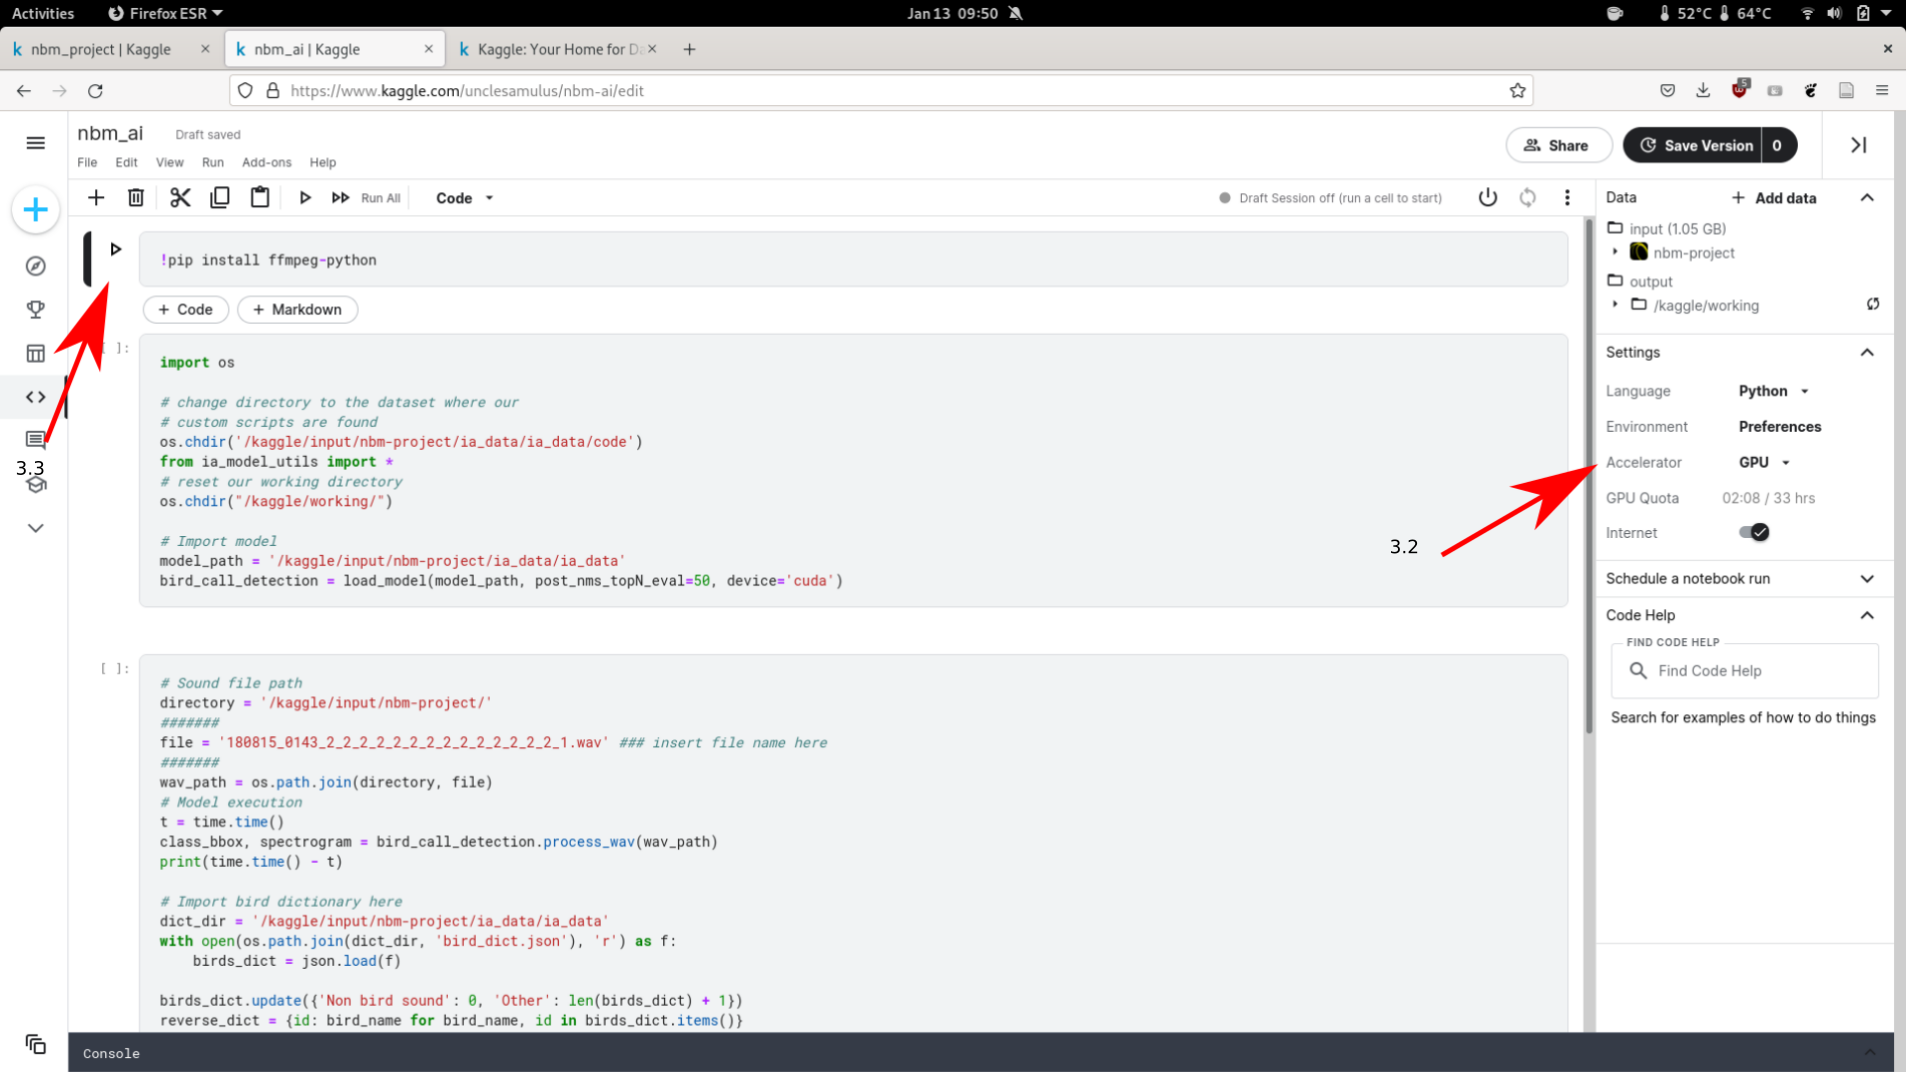 Activities Firefox ESR Jan 13 09:50 52°C 64°C
nbm_project | Kaggle nbm_ai | Kaggle Kaggle: Your Home for Da
https://www.kaggle.com/unclesamulus/nbm-ai/edit
nbm_ai Draft saved
File Edit View Run Add-ons Help
Share Save Version 0
Run All Code Draft Session off (run a cell to start)
!pip install ffmpeg-python
+ Code + Markdown
[ ]:
import os
# change directory to the dataset where our
# custom scripts are found
os.chdir('/kaggle/input/nbm-project/ia_data/ia_data/code')
from ia_model_utils import *
# reset our working directory
os.chdir("/kaggle/working/")
# Import model
model_path = '/kaggle/input/nbm-project/ia_data/ia_data'
bird_call_detection = load_model(model_path, post_nms_topN_eval=50, device='cuda')
[ ]:
# Sound file path
directory = '/kaggle/input/nbm-project/'
#######
file = '180815_0143_2_2_2_2_2_2_2_2_2_2_2_2_2_2_1.wav' ### insert file name here
#######
wav_path = os.path.join(directory, file)
# Model execution
t = time.time()
class_bbox, spectrogram = bird_call_detection.process_wav(wav_path)
print(time.time() - t)
# Import bird dictionary here
dict_dir = '/kaggle/input/nbm-project/ia_data/ia_data'
with open(os.path.join(dict_dir, 'bird_dict.json'), 'r') as f:
    birds_dict = json.load(f)
birds_dict.update({'Non bird sound': 0, 'Other': len(birds_dict) + 1})
reverse_dict = {id: bird_name for bird_name, id in birds_dict.items()}
Console
3.3
3.2
Data + Add data
input (1.05 GB)
nbm-project
output
/kaggle/working
Settings
Language Python
Environment Preferences
Accelerator GPU
GPU Quota 02:08 / 33 hrs
Internet
Schedule a notebook run
Code Help
FIND CODE HELP
Find Code Help
Search for examples of how to do things